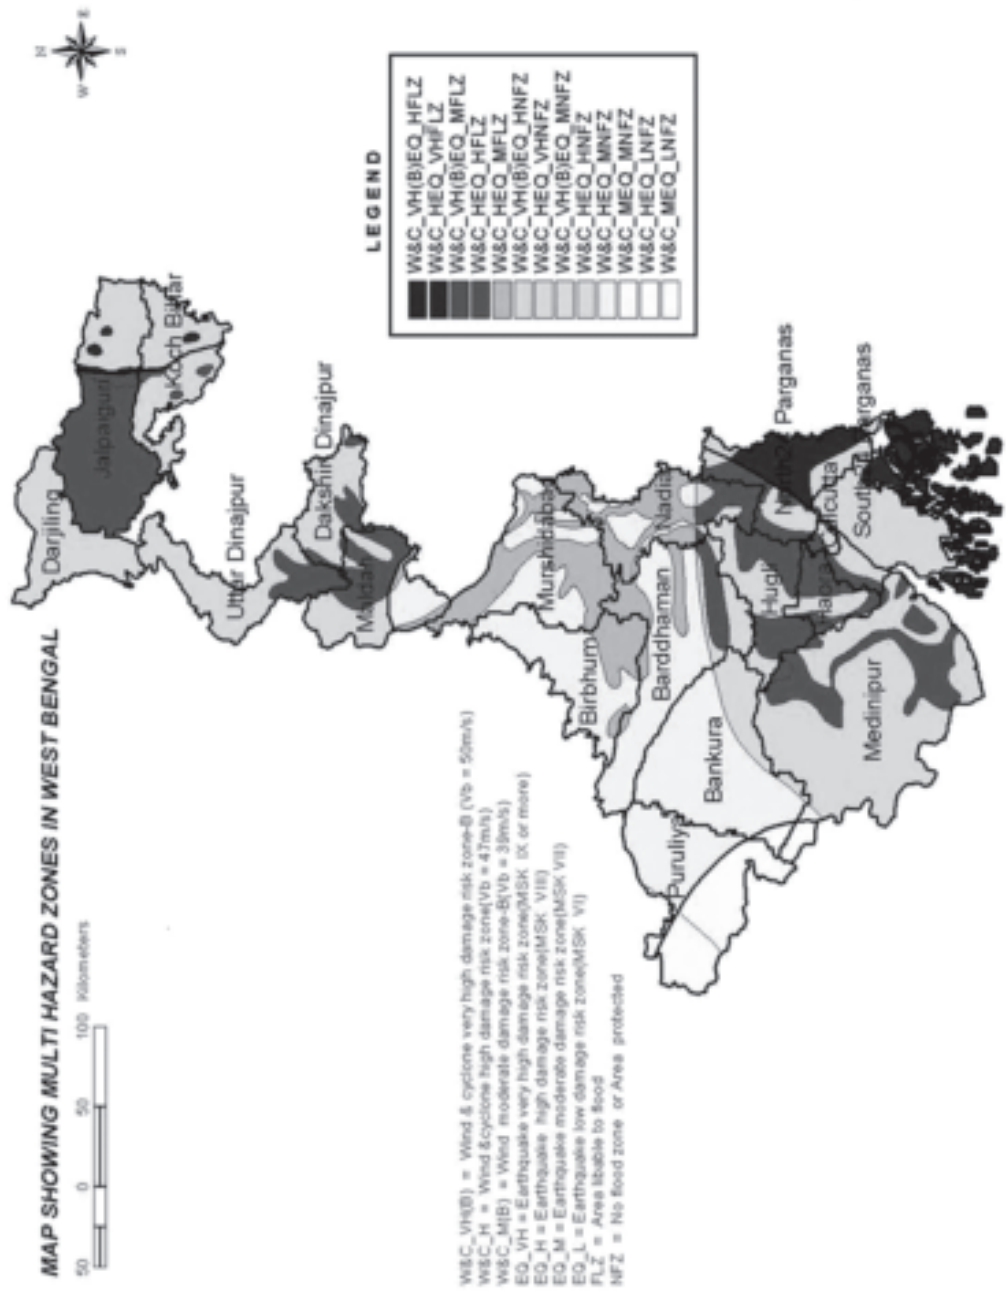 MAP SHOWING MULTI HAZARD ZONES IN WEST BENGAL
N
W
E
S
50 0 50 100 Kilometers
Darjiling
Jalpaiguri
Koch Bihar
Uttar Dinajpur
Dakshin Dinajpur
Maldah
Murshidabad
Birbhum
Nadia
Barddhaman
Bankura
Puruliya
Hugli
Haora
Medinipur
North 24 Parganas
Calcutta
South Parganas
LEGEND
W&C_VH(B)EQ_HFLZ
W&C_HEQ_VHFLZ
W&C_VH(B)EQ_MFLZ
W&C_HEQ_HFLZ
W&C_HEQ_MFLZ
W&C_VH(B)EQ_HNFZ
W&C_HEQ_VHNFZ
W&C_VH(B)EQ_MNFZ
W&C_HEQ_HNFZ
W&C_HEQ_MNFZ
W&C_MEQ_MNFZ
W&C_HEQ_LNFZ
W&C_MEQ_LNFZ
W&C_VH(B) = Wind & cyclone very high damage risk zone-B (Vb = 50m/s)
W&C_H = Wind &cyclone high damage risk zone(Vb = 47m/s)
W&C_M(B) = Wind moderate damage risk zone-B(Vb = 39m/s)
EQ_VH = Earthquake very high damage risk zone(MSK IX or more)
EQ_H = Earthquake high damage risk zone(MSK VIII)
EQ_M = Earthquake moderate damage risk zone(MSK VII)
EQ_L = Earthquake low damage risk zone(MSK VI)
FLZ = Area libable to flood
NFZ = No flood zone or Area protected